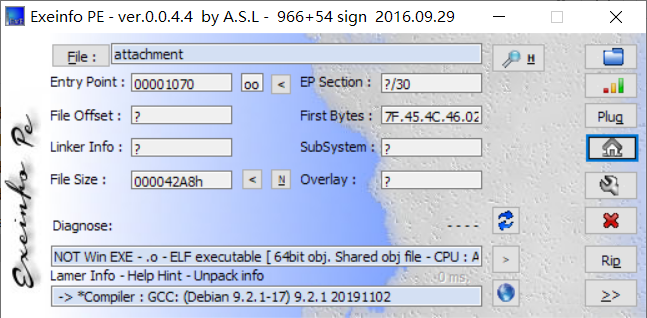 Exeinfo PE - ver.0.0.4.4 by A.S.L - 966+54 sign 2016.09.29
File : attachment H
Entry Point : 00001070 oo < EP Section : ?/30
File Offset : ? First Bytes : 7F.45.4C.46.02 Plug
Linker Info : ? SubSystem : ?
File Size : 000042A8h < N Overlay : ?
Exeinfo Pe
Diagnose: ----
NOT Win EXE - .o - ELF executable [ 64bit obj. Shared obj file - CPU : A > Rip
Lamer Info - Help Hint - Unpack info 0 ms.
-> *Compiler : GCC: (Debian 9.2.1-17) 9.2.1 20191102 >>